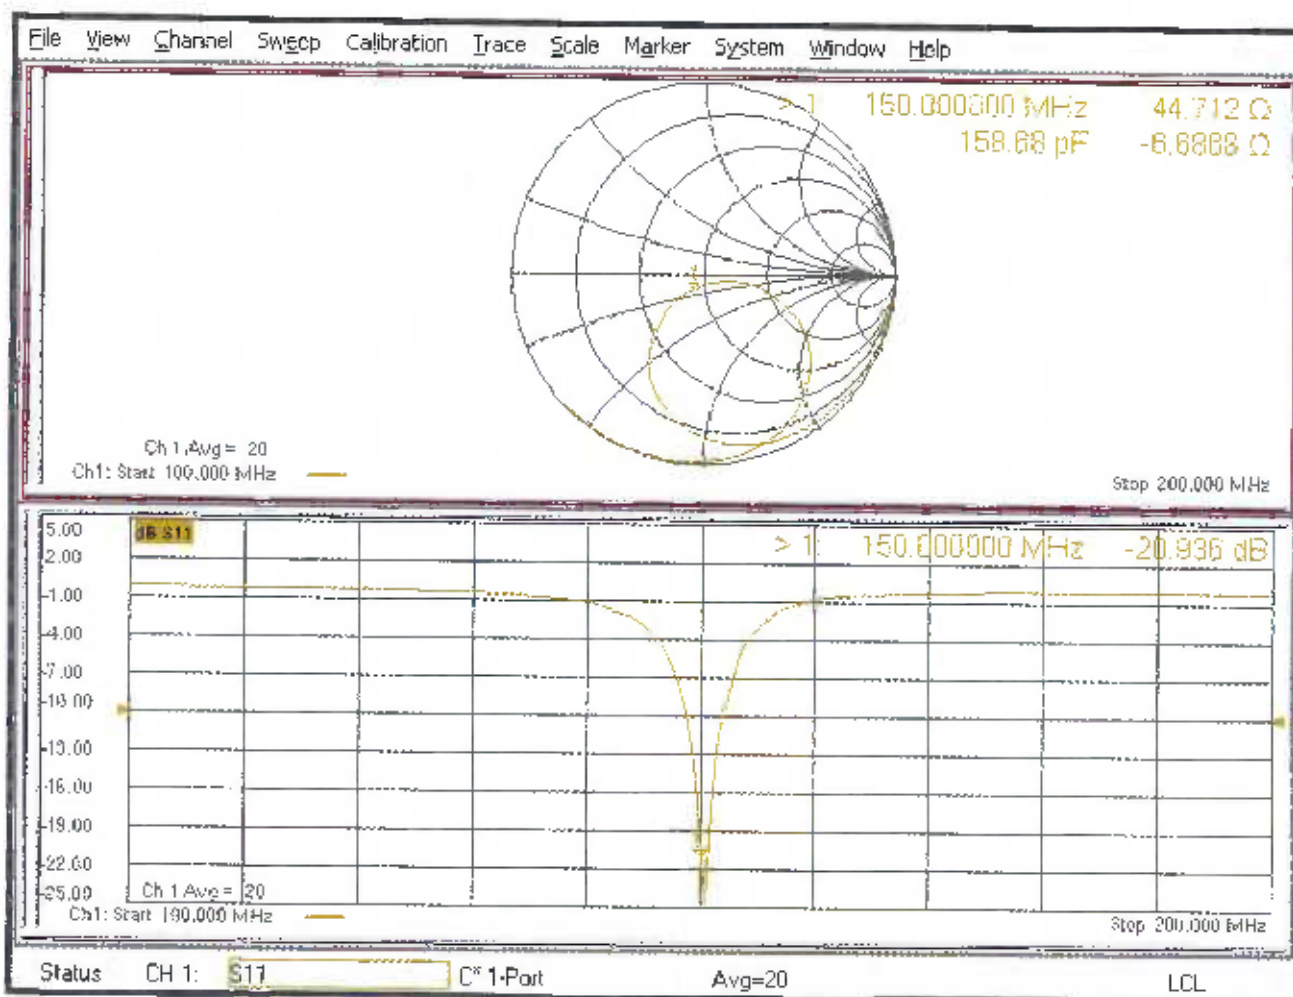 File View Channel Sweep Calibration Trace Scale Marker System Window Help
> 1 150.000000 MHz 44.712 Ω
158.68 pF -6.6868 Ω
Ch 1 Avg = 20
Ch1: Start 100.000 MHz
Stop 200.000 MHz
5.00
dB S11
> 1 150.000000 MHz -20.936 dB
2.00
-1.00
-4.00
-7.00
-10.00
-13.00
-16.00
-19.00
-22.00
-25.00
Ch 1 Avg = 20
Ch1: Start 100.000 MHz
Stop 200.000 MHz
Status CH 1: S11 C* 1-Port Avg=20 LCL